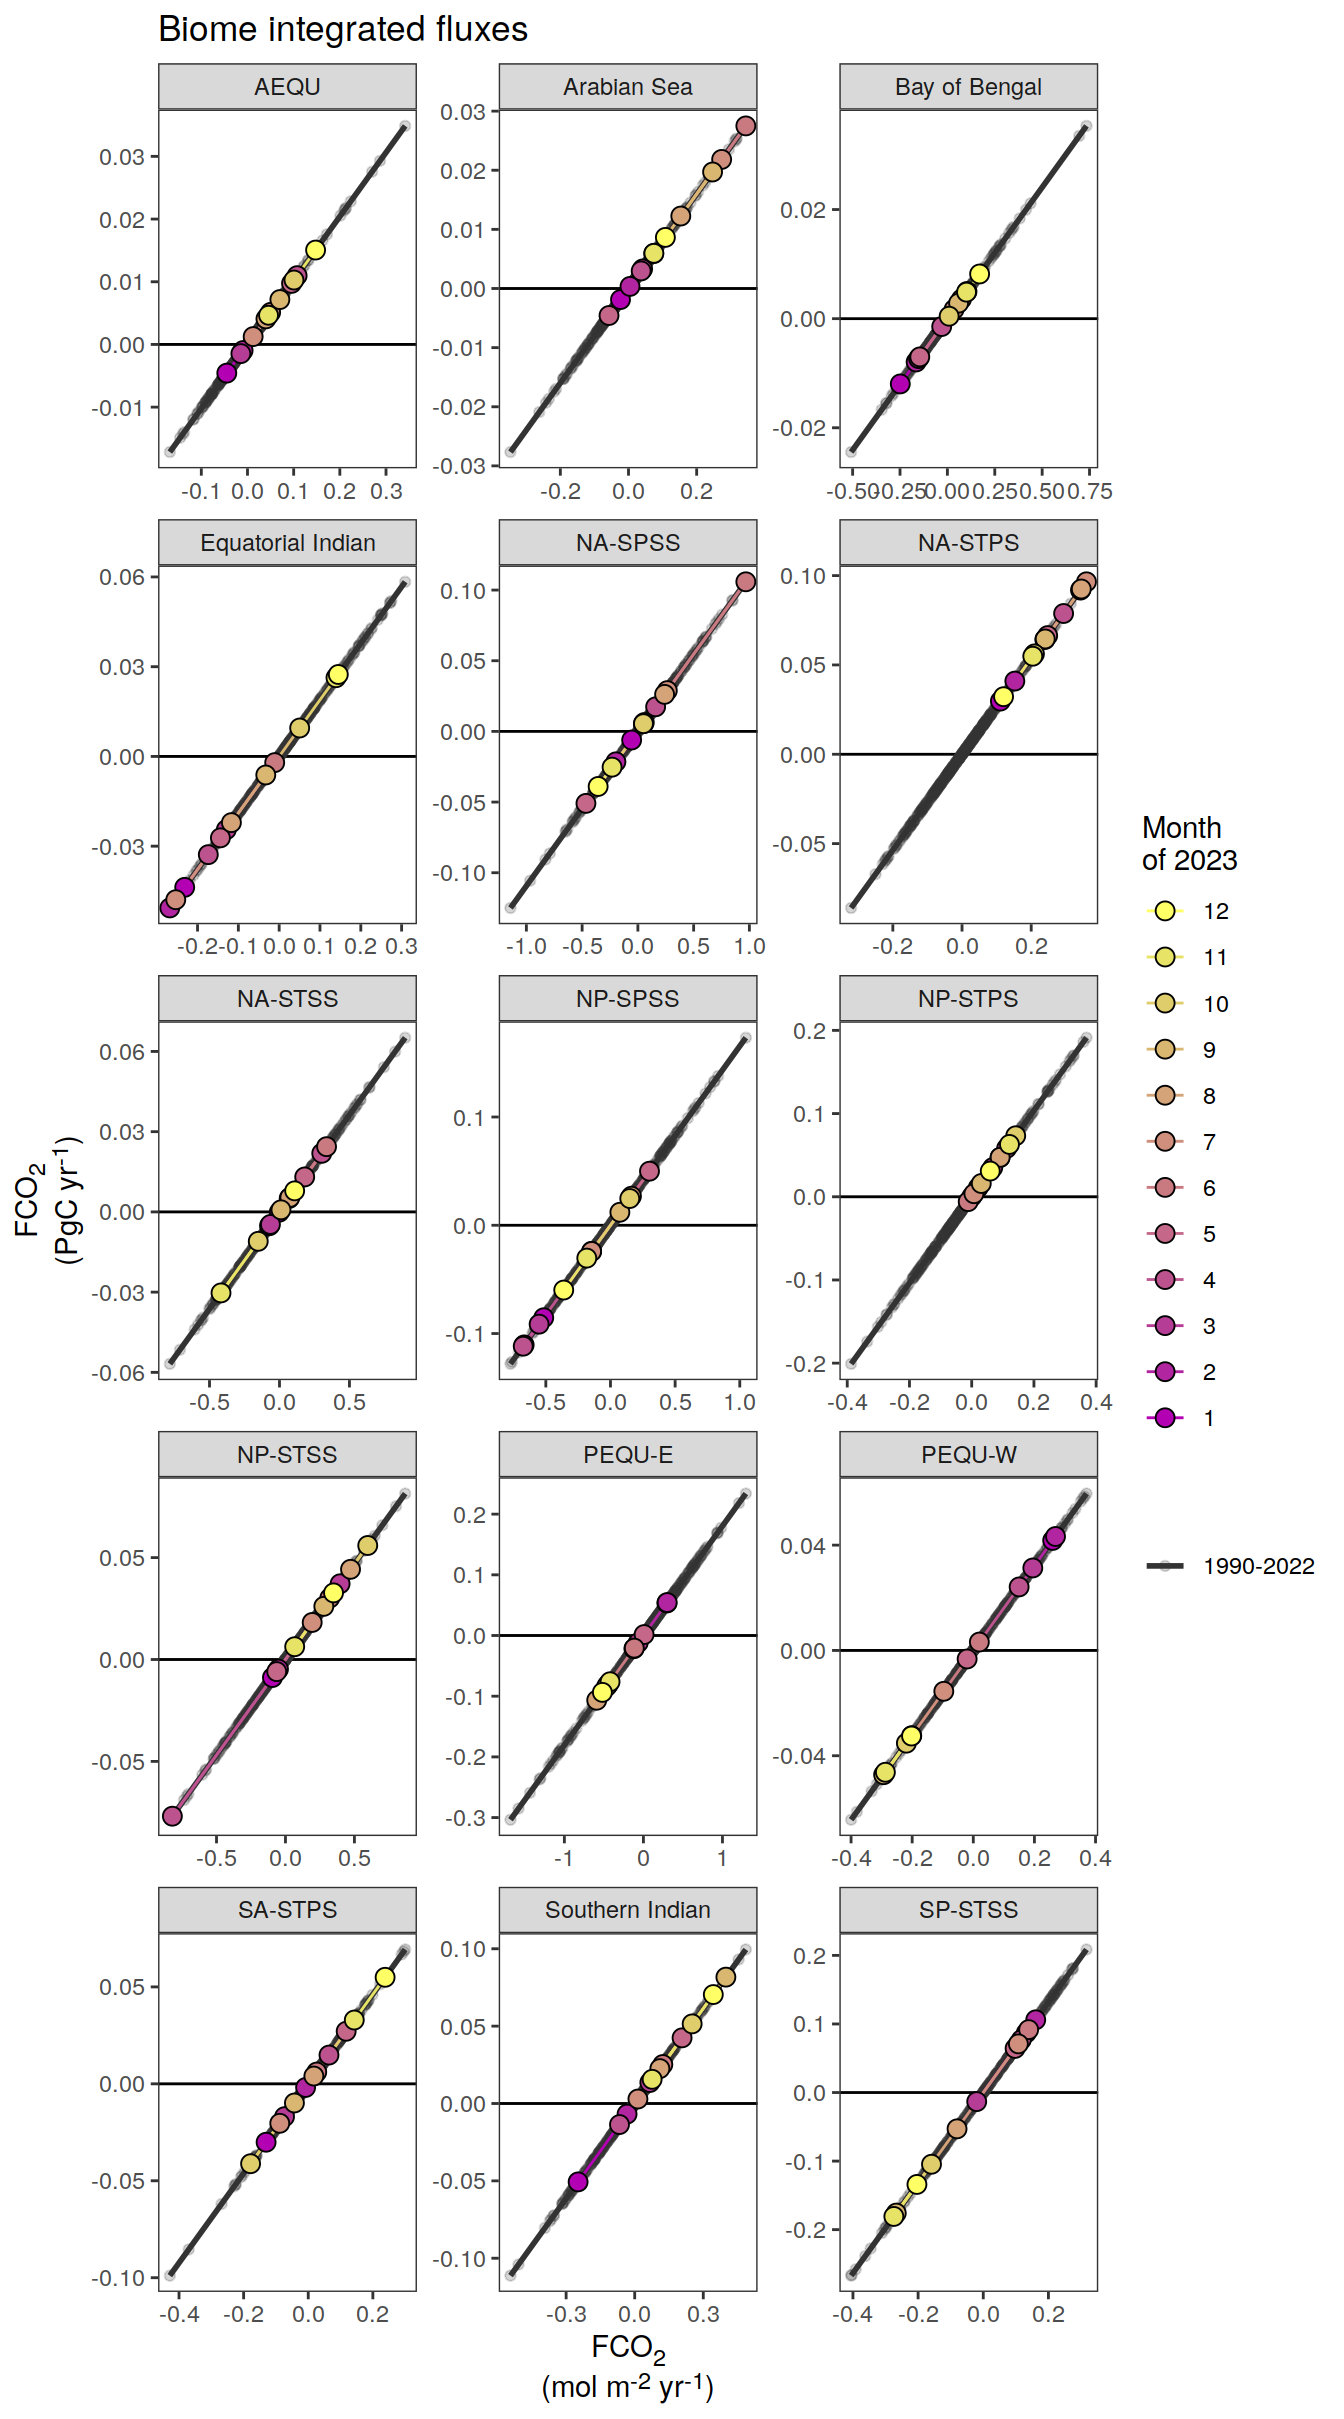 Biome integrated fluxes
AEQU
Arabian Sea
Bay of Bengal
0.03
0.02
0.01
0.00
-0.01
0.03
0.02
0.01
0.00
-0.01
-0.02
-0.03
0.02
0.00
-0.02
-0.1 0.0 0.1 0.2 0.3
-0.2 0.0 0.2
-0.50 -0.25 0.00 0.25 0.50 0.75
Equatorial Indian
NA-SPSS
NA-STPS
0.06
0.03
0.00
-0.03
0.10
0.05
0.00
-0.05
-0.10
0.10
0.05
0.00
-0.05
-0.2 -0.1 0.0 0.1 0.2 0.3
-1.0 -0.5 0.0 0.5 1.0
-0.2 0.0 0.2
NA-STSS
NP-SPSS
NP-STPS
0.06
0.03
0.00
-0.03
-0.06
0.1
0.0
-0.1
0.2
0.1
0.0
-0.1
-0.2
-0.5 0.0 0.5
-0.5 0.0 0.5 1.0
-0.4 -0.2 0.0 0.2 0.4
NP-STSS
PEQU-E
PEQU-W
0.05
0.00
-0.05
0.2
0.1
0.0
-0.1
-0.2
-0.3
0.04
0.00
-0.04
-0.5 0.0 0.5
-1 0 1
-0.4 -0.2 0.0 0.2 0.4
SA-STPS
Southern Indian
SP-STSS
0.05
0.00
-0.05
-0.10
0.10
0.05
0.00
-0.05
-0.10
0.2
0.1
0.0
-0.1
-0.2
-0.4 -0.2 0.0 0.2
-0.3 0.0 0.3
-0.4 -0.2 0.0 0.2
FCO2
(PgC yr-1)
FCO2
(mol m-2 yr-1)
Month
of 2023
12
11
10
9
8
7
6
5
4
3
2
1
1990-2022